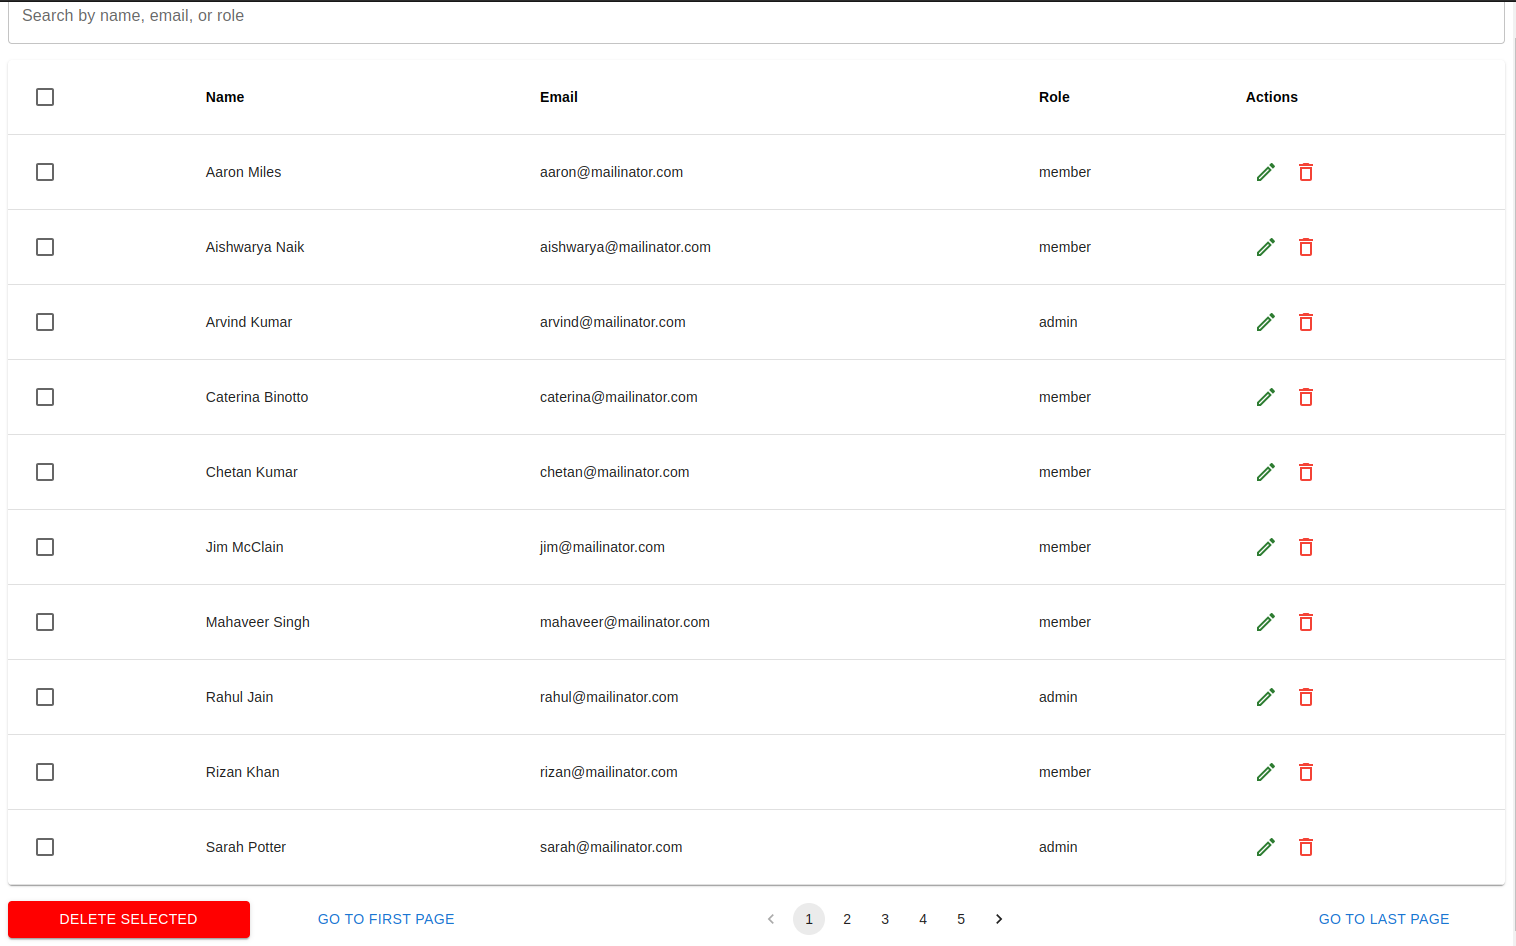 Search by name, email, or role
Name Email Role Actions
Aaron Miles aaron@mailinator.com member
Aishwarya Naik aishwarya@mailinator.com member
Arvind Kumar arvind@mailinator.com admin
Caterina Binotto caterina@mailinator.com member
Chetan Kumar chetan@mailinator.com member
Jim McClain jim@mailinator.com member
Mahaveer Singh mahaveer@mailinator.com member
Rahul Jain rahul@mailinator.com admin
Rizan Khan rizan@mailinator.com member
Sarah Potter sarah@mailinator.com admin
DELETE SELECTED GO TO FIRST PAGE 1 2 3 4 5 GO TO LAST PAGE